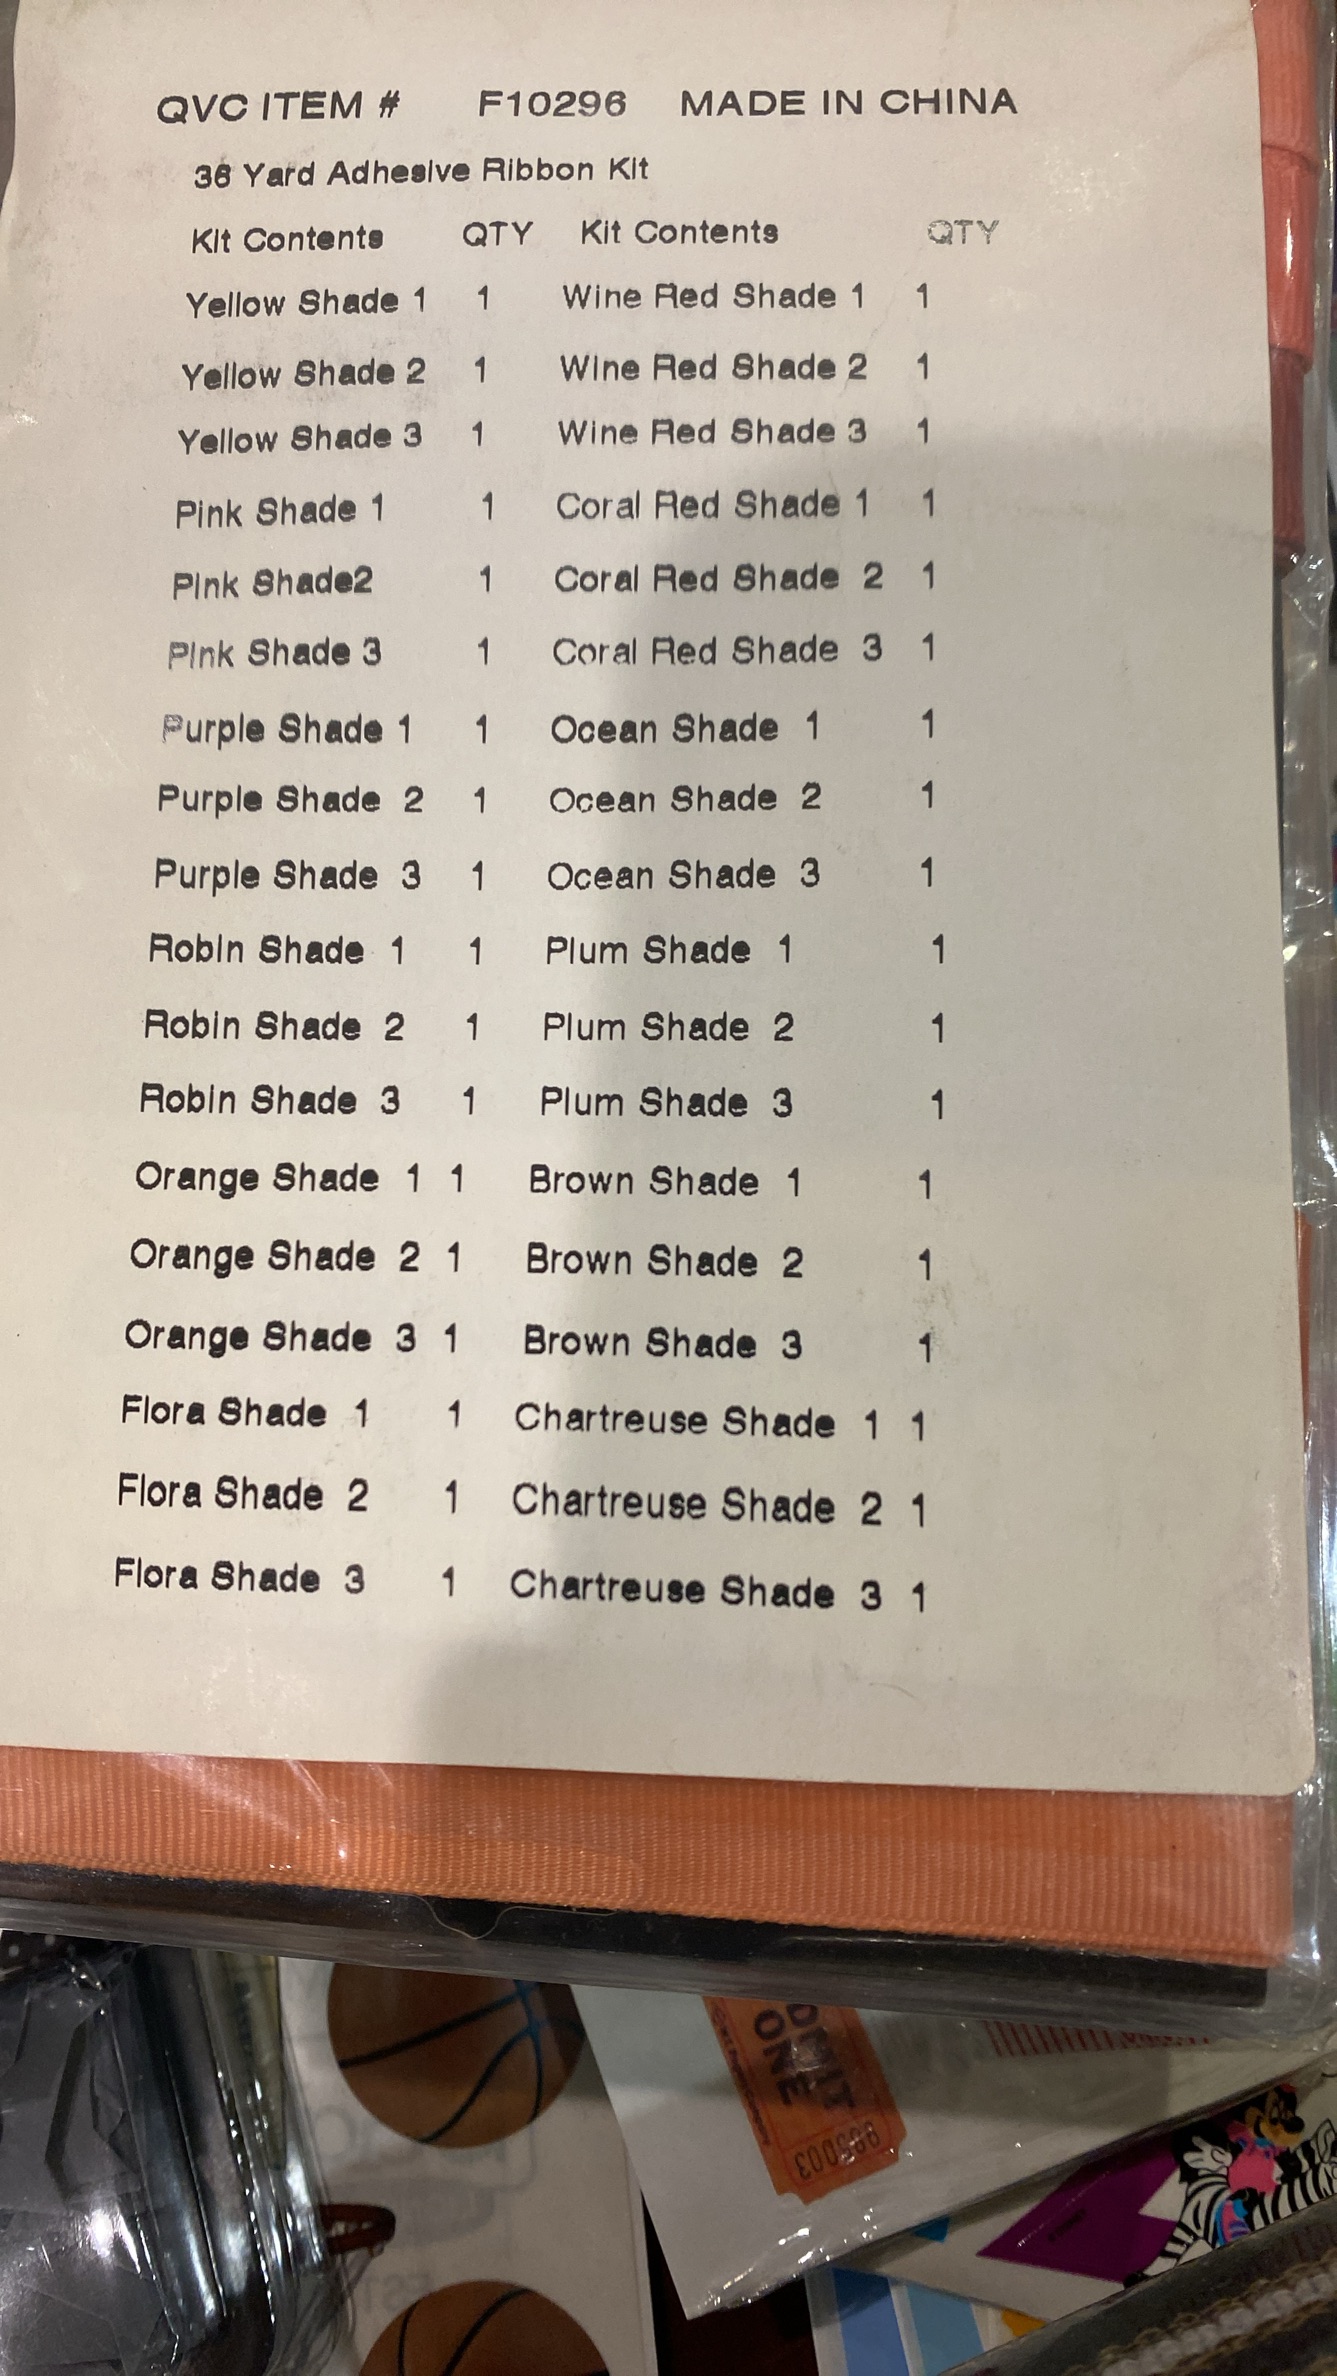 QVC ITEM # F10296 MADE IN CHINA
36 Yard Adhesive Ribbon Kit
Kit Contents QTY Kit Contents QTY
Yellow Shade 1 1 Wine Red Shade 1 1
Yellow Shade 2 1 Wine Red Shade 2 1
Yellow Shade 3 1 Wine Red Shade 3 1
Pink Shade 1 1 Coral Red Shade 1 1
Pink Shade2 1 Coral Red Shade 2 1
Pink Shade 3 1 Coral Red Shade 3 1
Purple Shade 1 1 Ocean Shade 1 1
Purple Shade 2 1 Ocean Shade 2 1
Purple Shade 3 1 Ocean Shade 3 1
Robin Shade 1 1 Plum Shade 1 1
Robin Shade 2 1 Plum Shade 2 1
Robin Shade 3 1 Plum Shade 3 1
Orange Shade 1 1 Brown Shade 1 1
Orange Shade 2 1 Brown Shade 2 1
Orange Shade 3 1 Brown Shade 3 1
Flora Shade 1 1 Chartreuse Shade 1 1
Flora Shade 2 1 Chartreuse Shade 2 1
Flora Shade 3 1 Chartreuse Shade 3 1
ONE